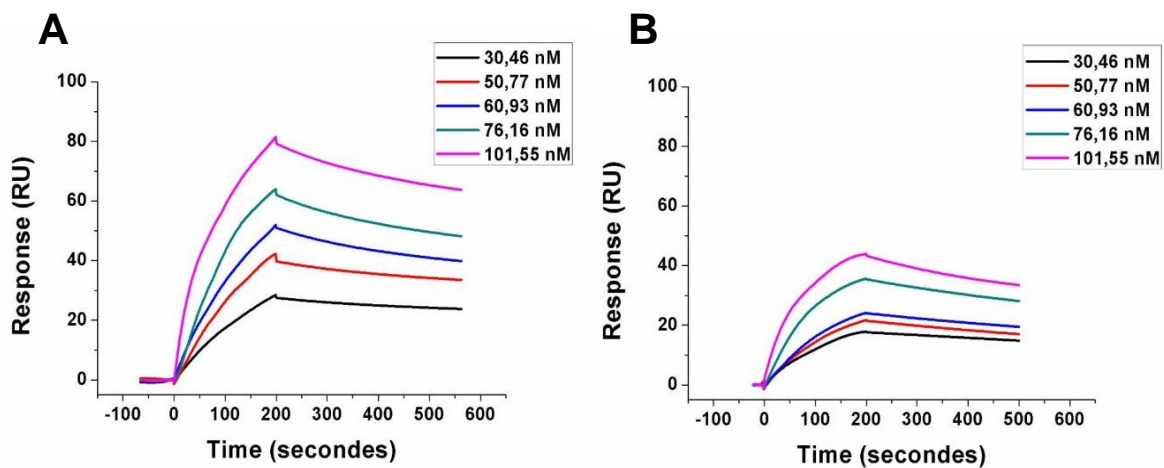 A
30,46 nM
50,77 nM
60,93 nM
76,16 nM
101,55 nM
Response (RU)
100
80
60
40
20
0
-100 0 100 200 300 400 500 600
Time (secondes)
B
30,46 nM
50,77 nM
60,93 nM
76,16 nM
101,55 nM
Response (RU)
100
80
60
40
20
0
-100 0 100 200 300 400 500 600
Time (secondes)